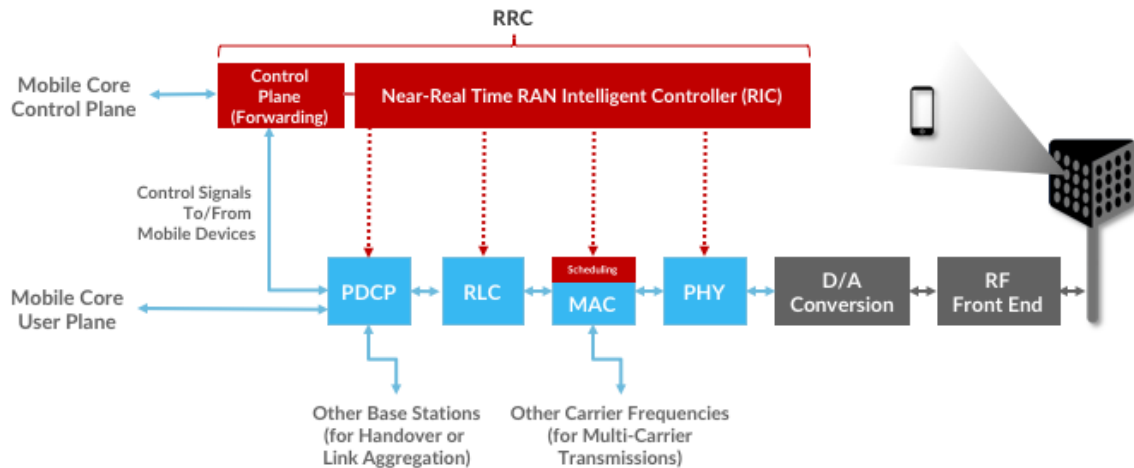 RRC
Mobile Core
Control Plane
Control
Plane
(Forwarding)
Near-Real Time RAN Intelligent Controller (RIC)
Control Signals
To/From
Mobile Devices
Mobile Core
User Plane
PDCP
RLC
Scheduling
MAC
PHY
D/A
Conversion
RF
Front End
Other Base Stations
(for Handover or
Link Aggregation)
Other Carrier Frequencies
(for Multi-Carrier
Transmissions)